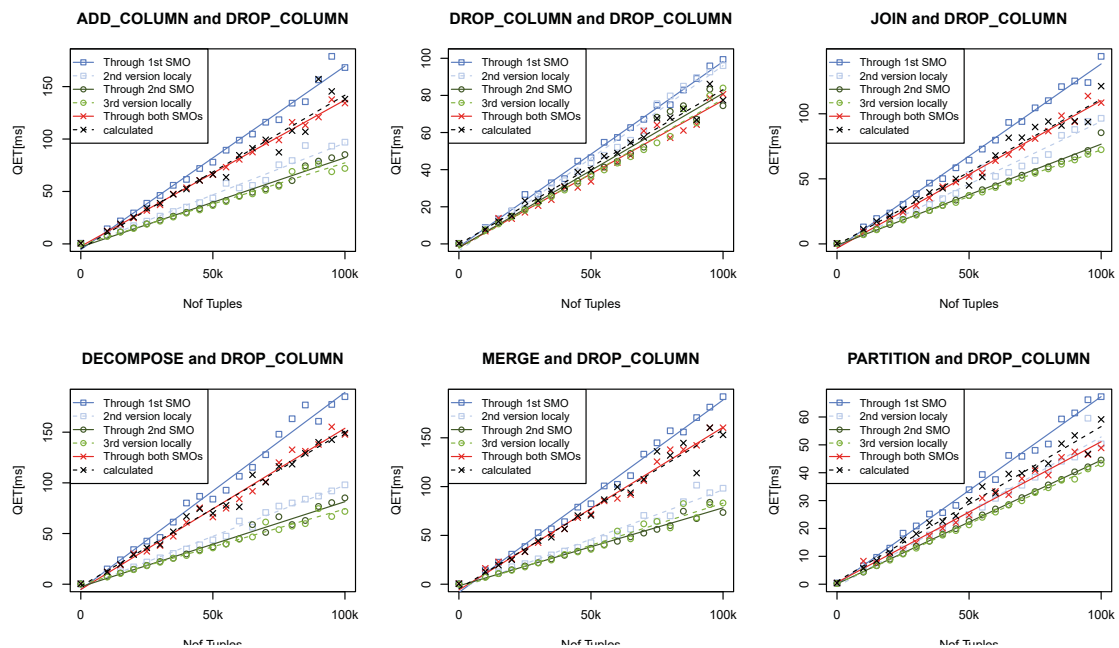 ADD_COLUMN and DROP_COLUMN
QET[ms]
150
100
50
0
Through 1st SMO
2nd version localy
Through 2nd SMO
3rd version locally
Through both SMOs
calculated
0
50k
100k
Nof Tuples
DROP_COLUMN and DROP_COLUMN
QET[ms]
100
80
60
40
20
0
Through 1st SMO
2nd version localy
Through 2nd SMO
3rd version locally
Through both SMOs
calculated
0
50k
100k
Nof Tuples
JOIN and DROP_COLUMN
QET[ms]
100
50
0
Through 1st SMO
2nd version localy
Through 2nd SMO
3rd version locally
Through both SMOs
calculated
0
50k
100k
Nof Tuples
DECOMPOSE and DROP_COLUMN
QET[ms]
150
100
50
0
Through 1st SMO
2nd version localy
Through 2nd SMO
3rd version locally
Through both SMOs
calculated
0
50k
100k
Nof Tuples
MERGE and DROP_COLUMN
QET[ms]
150
100
50
0
Through 1st SMO
2nd version localy
Through 2nd SMO
3rd version locally
Through both SMOs
calculated
0
50k
100k
Nof Tuples
PARTITION and DROP_COLUMN
QET[ms]
60
50
40
30
20
10
0
Through 1st SMO
2nd version localy
Through 2nd SMO
3rd version locally
Through both SMOs
calculated
0
50k
100k
Nof Tuples